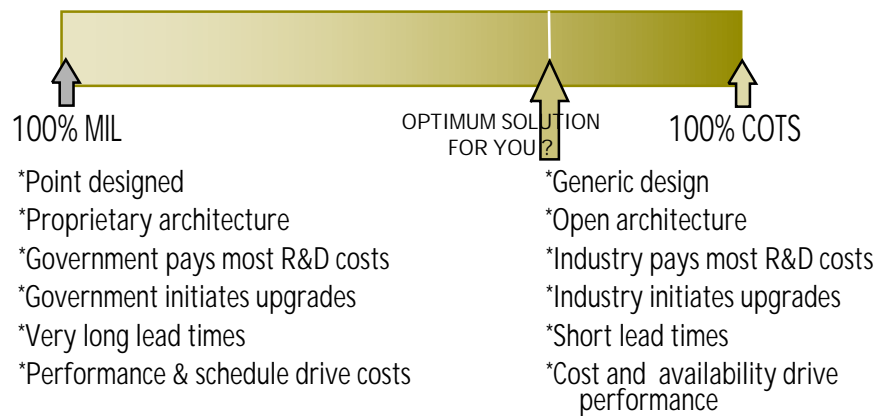 100% MIL
OPTIMUM SOLUTION
FOR YOU ?
100% COTS
*Point designed
*Proprietary architecture
*Government pays most R&D costs
*Government initiates upgrades
*Very long lead times
*Performance & schedule drive costs
*Generic design
*Open architecture
*Industry pays most R&D costs
*Industry initiates upgrades
*Short lead times
*Cost and availability drive
performance